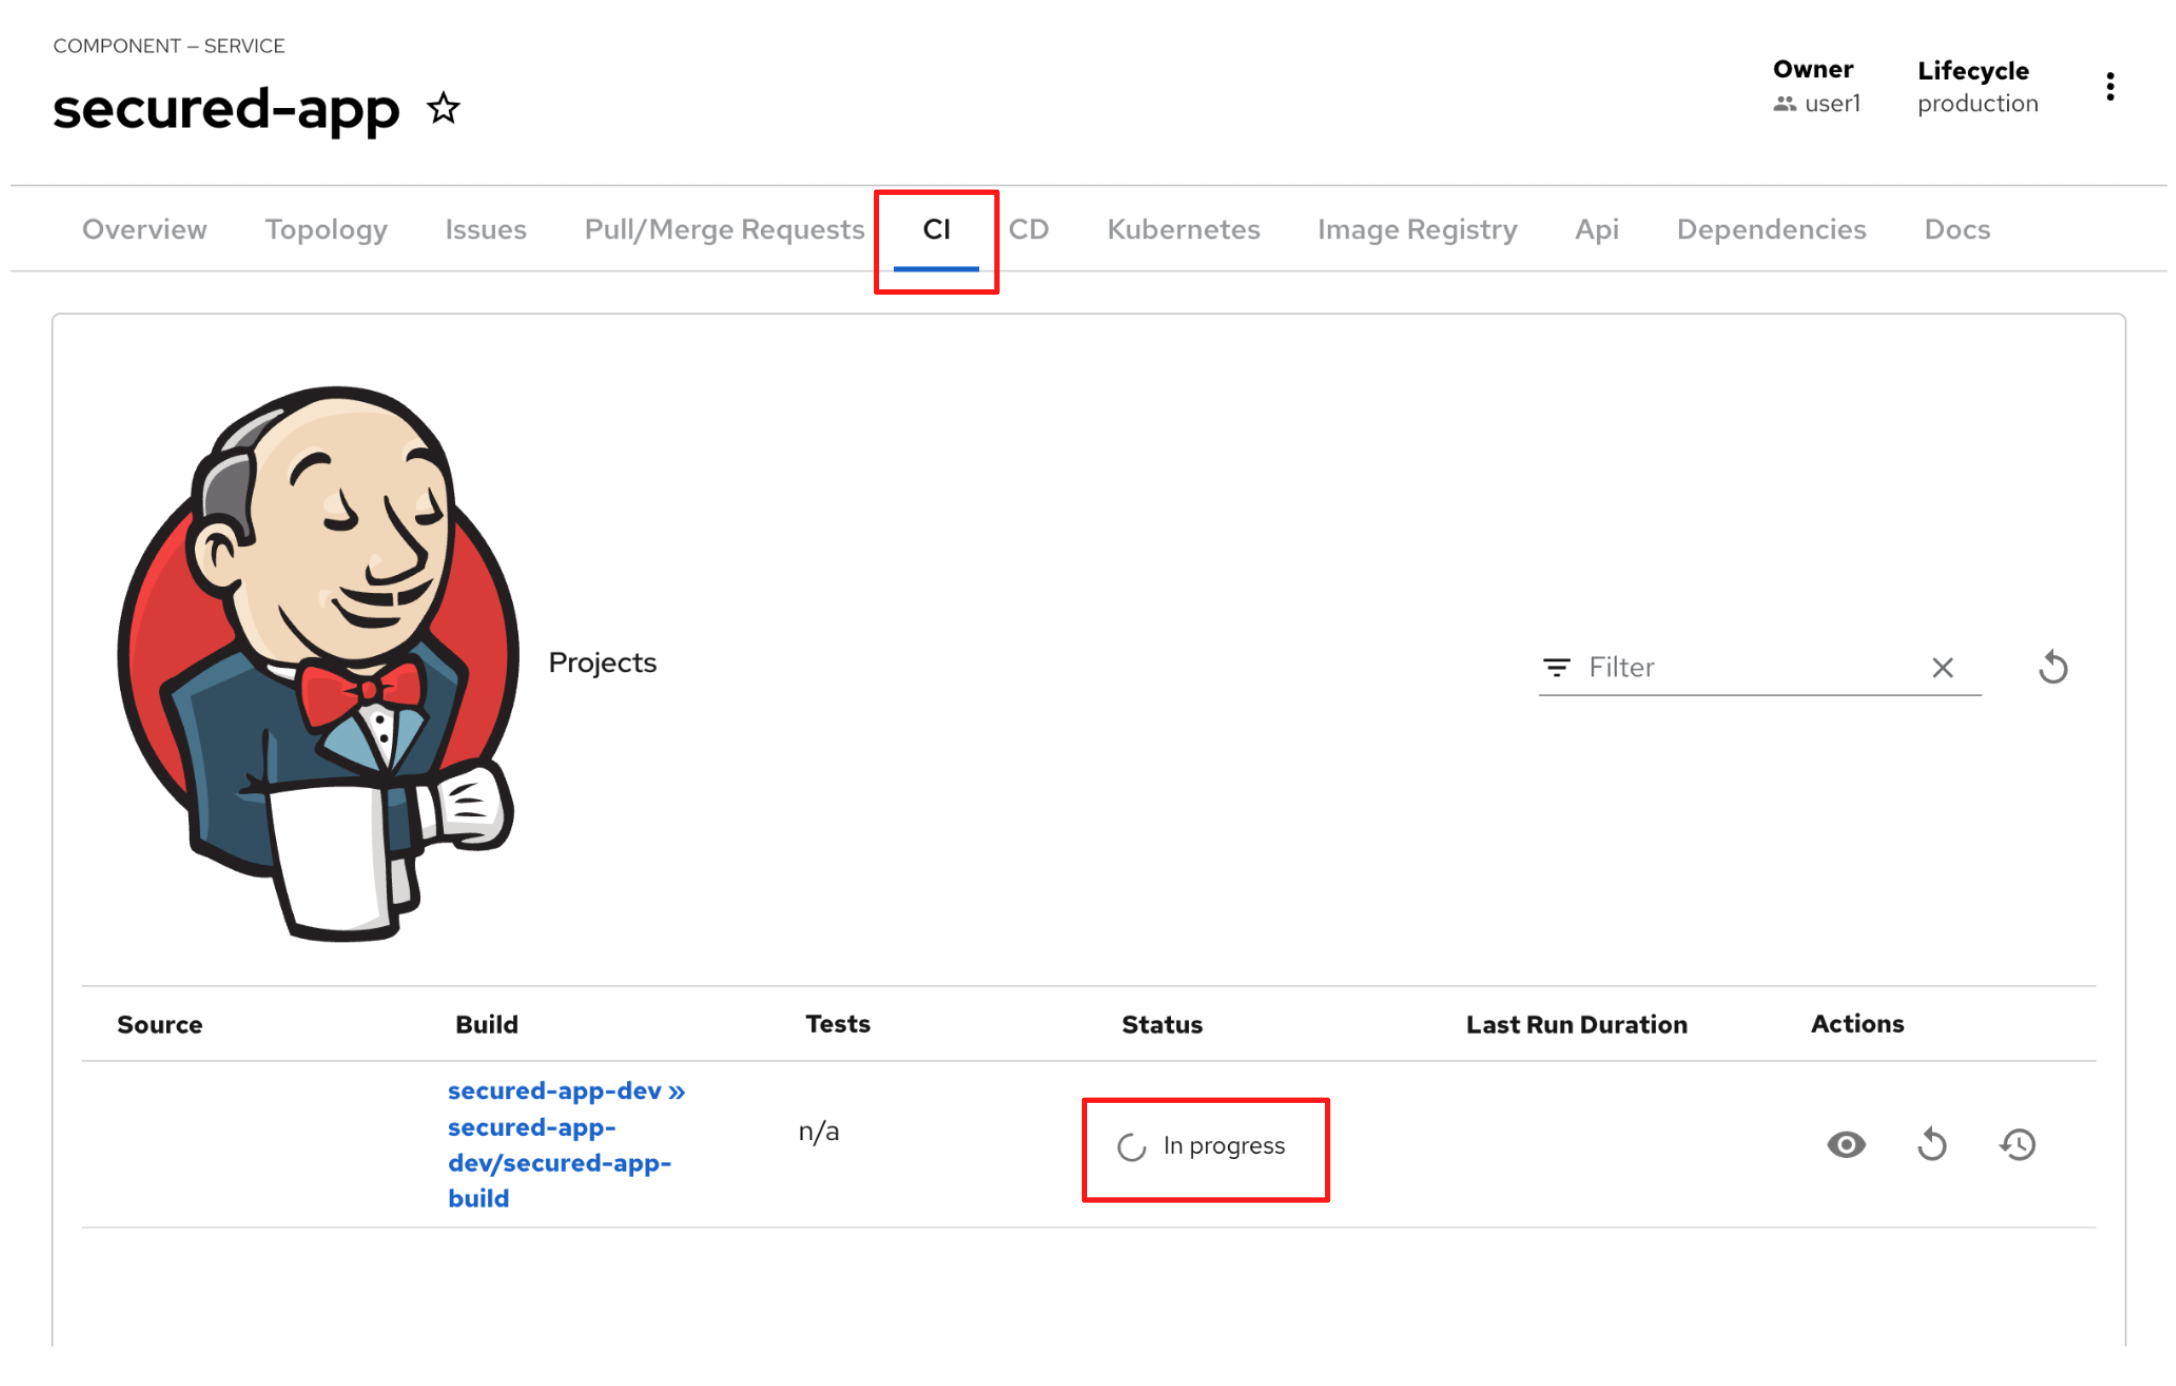 COMPONENT — SERVICE
secured-app
Owner
user1
Lifecycle
production
Overview Topology Issues Pull/Merge Requests CI CD Kubernetes Image Registry Api Dependencies Docs
Projects
Filter
Source Build Tests Status Last Run Duration Actions
secured-app-dev »
secured-app-
dev/secured-app-
build
n/a
In progress